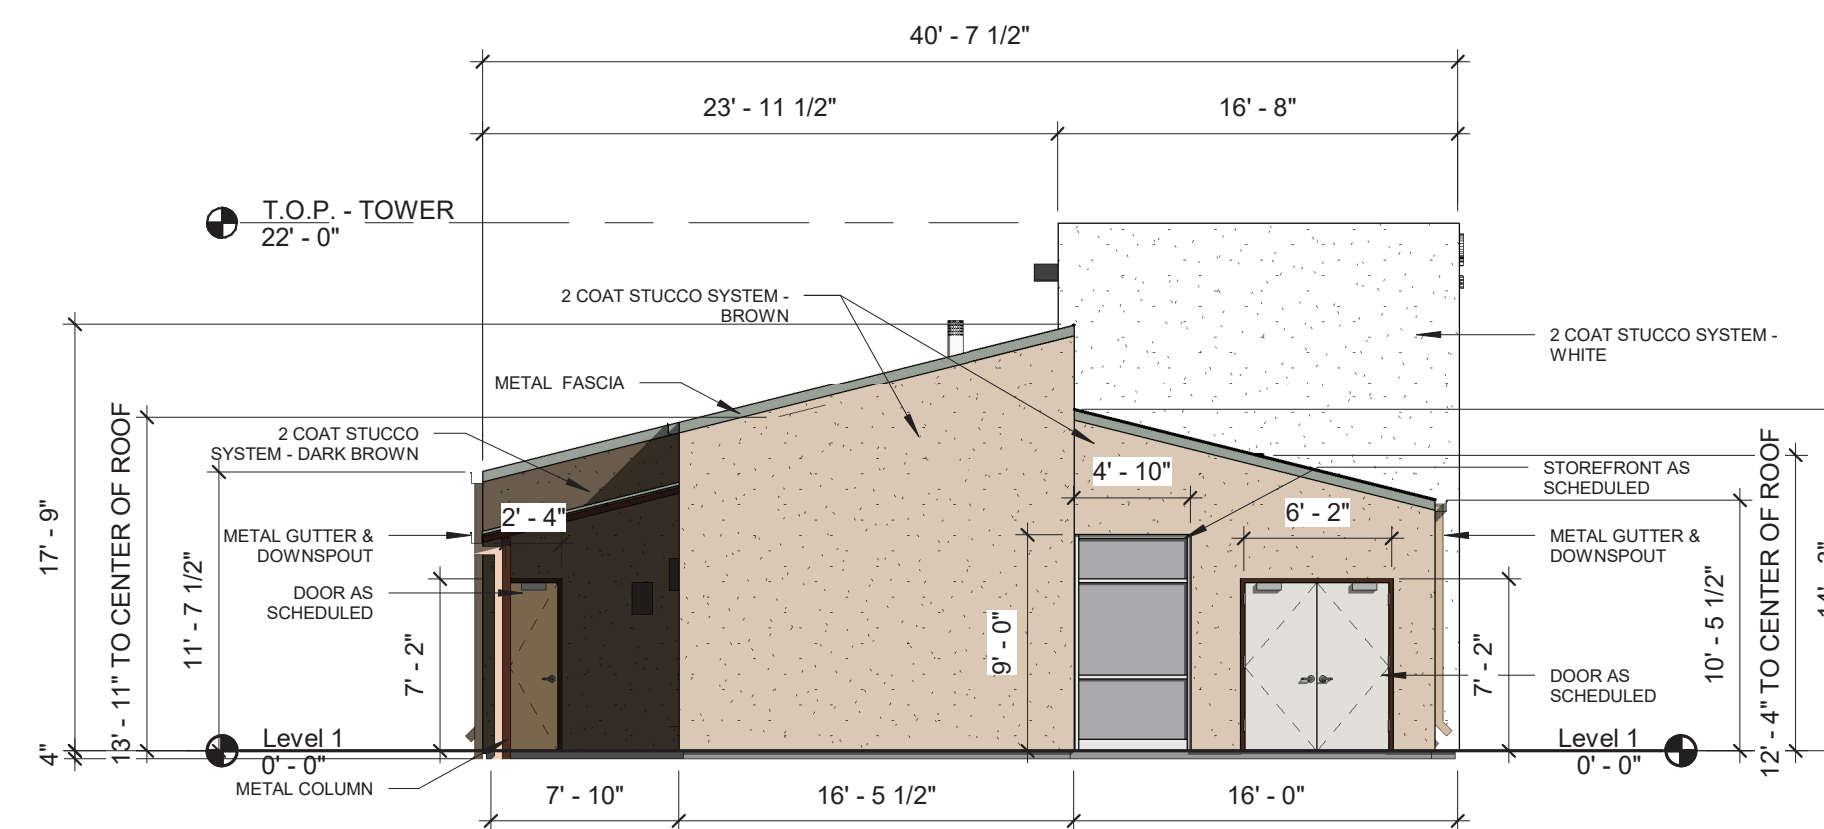 40' - 7 1/2"
23' - 11 1/2"
16' - 8"
T.O.P. - TOWER
22' - 0"
2 COAT STUCCO SYSTEM -
BROWN
2 COAT STUCCO SYSTEM -
WHITE
METAL FASCIA
2 COAT STUCCO
SYSTEM - DARK BROWN
4' - 10"
STOREFRONT AS
SCHEDULED
2' - 4"
6' - 2"
METAL GUTTER &
DOWNSPOUT
METAL GUTTER &
DOWNSPOUT
DOOR AS
SCHEDULED
DOOR AS
SCHEDULED
17' - 9"
4"
13' - 11" TO CENTER OF ROOF
11' - 7 1/2"
7' - 2"
9' - 0"
7' - 2"
10' - 5 1/2"
12' - 4" TO CENTER OF ROOF
Level 1
0' - 0"
Level 1
0' - 0"
METAL COLUMN
7' - 10"
16' - 5 1/2"
16' - 0"